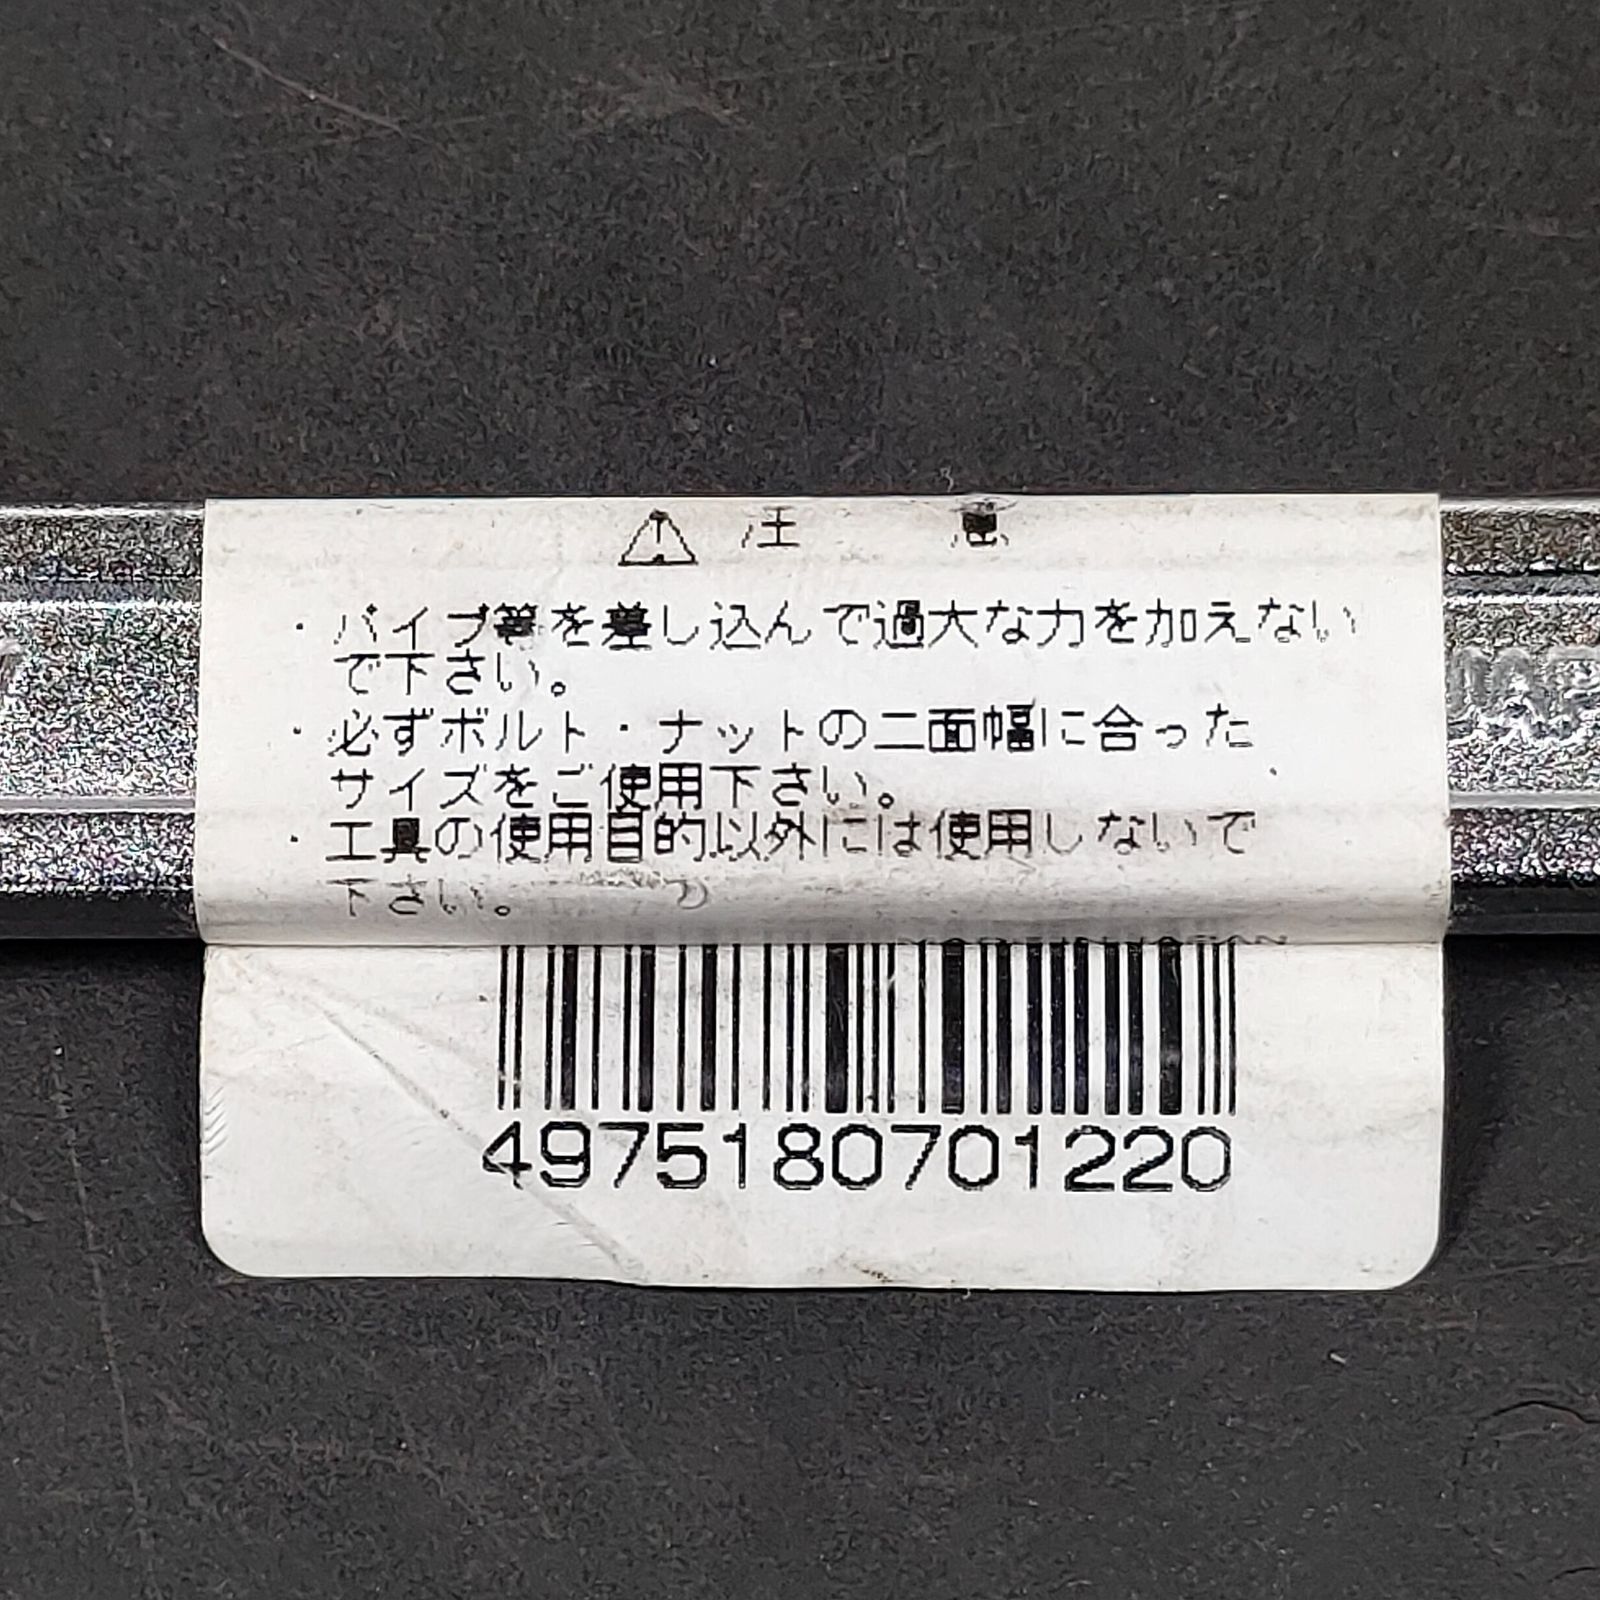 ⚠ 注 意
・パイプ等を差し込んで過大な力を加えない
で下さい。
・必ずボルト・ナットの二面幅に合った
サイズをご使用下さい。
・工具の使用目的以外には使用しないで
下さい。
4975180701220